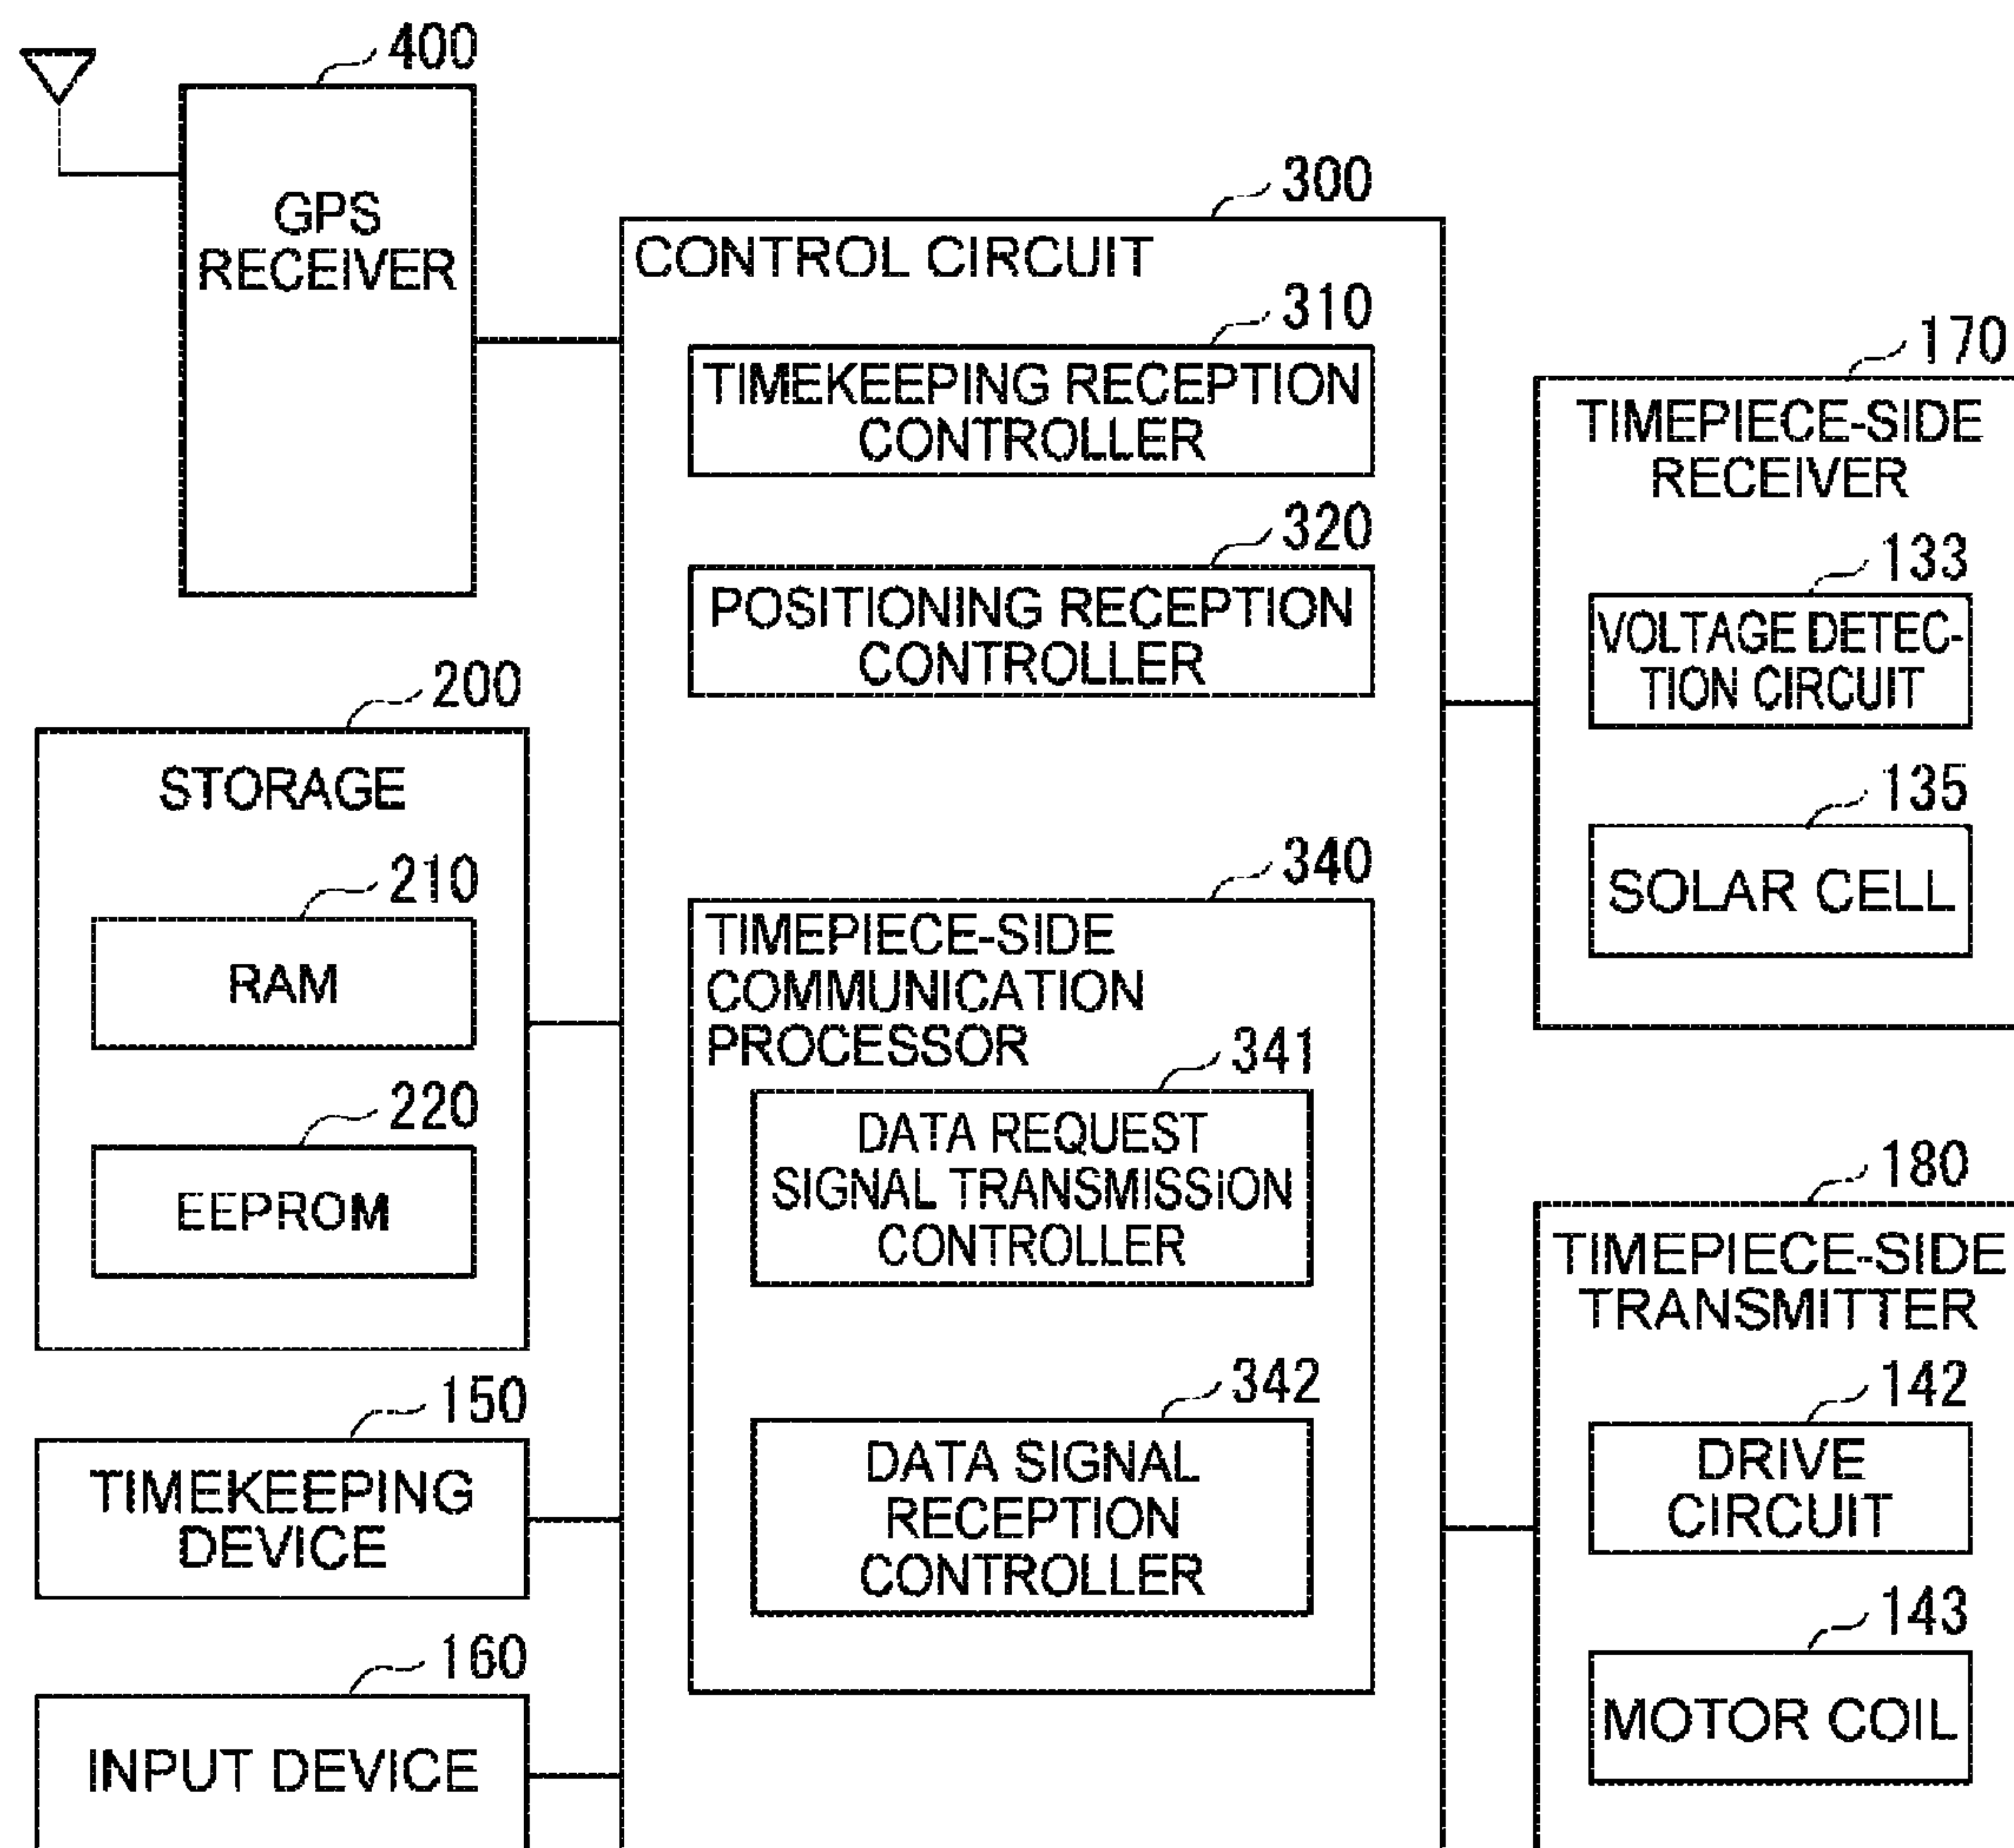 400
GPS
RECEIVER
300
CONTROL CIRCUIT
310
TIMEKEEPING RECEPTION
CONTROLLER
320
POSITIONING RECEPTION
CONTROLLER
170
TIMEPIECE-SIDE
RECEIVER
133
VOLTAGE DETEC-
TION CIRCUIT
135
SOLAR CELL
200
STORAGE
210
RAM
220
EEPROM
340
TIMEPIECE-SIDE
COMMUNICATION
PROCESSOR
341
DATA REQUEST
SIGNAL TRANSMISSION
CONTROLLER
342
DATA SIGNAL
RECEPTION
CONTROLLER
180
TIMEPIECE-SIDE
TRANSMITTER
142
DRIVE
CIRCUIT
143
MOTOR COIL
150
TIMEKEEPING
DEVICE
160
INPUT DEVICE